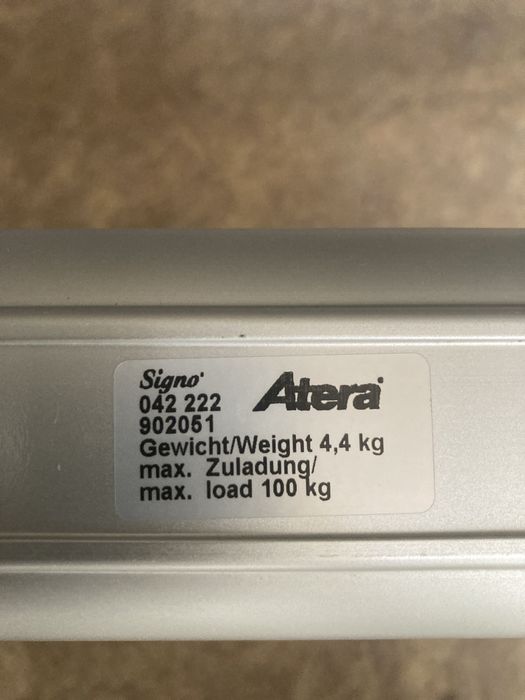 Signo
Atera
042 222
902051
Gewicht/Weight 4,4 kg
max. Zuladung/
max. load 100 kg